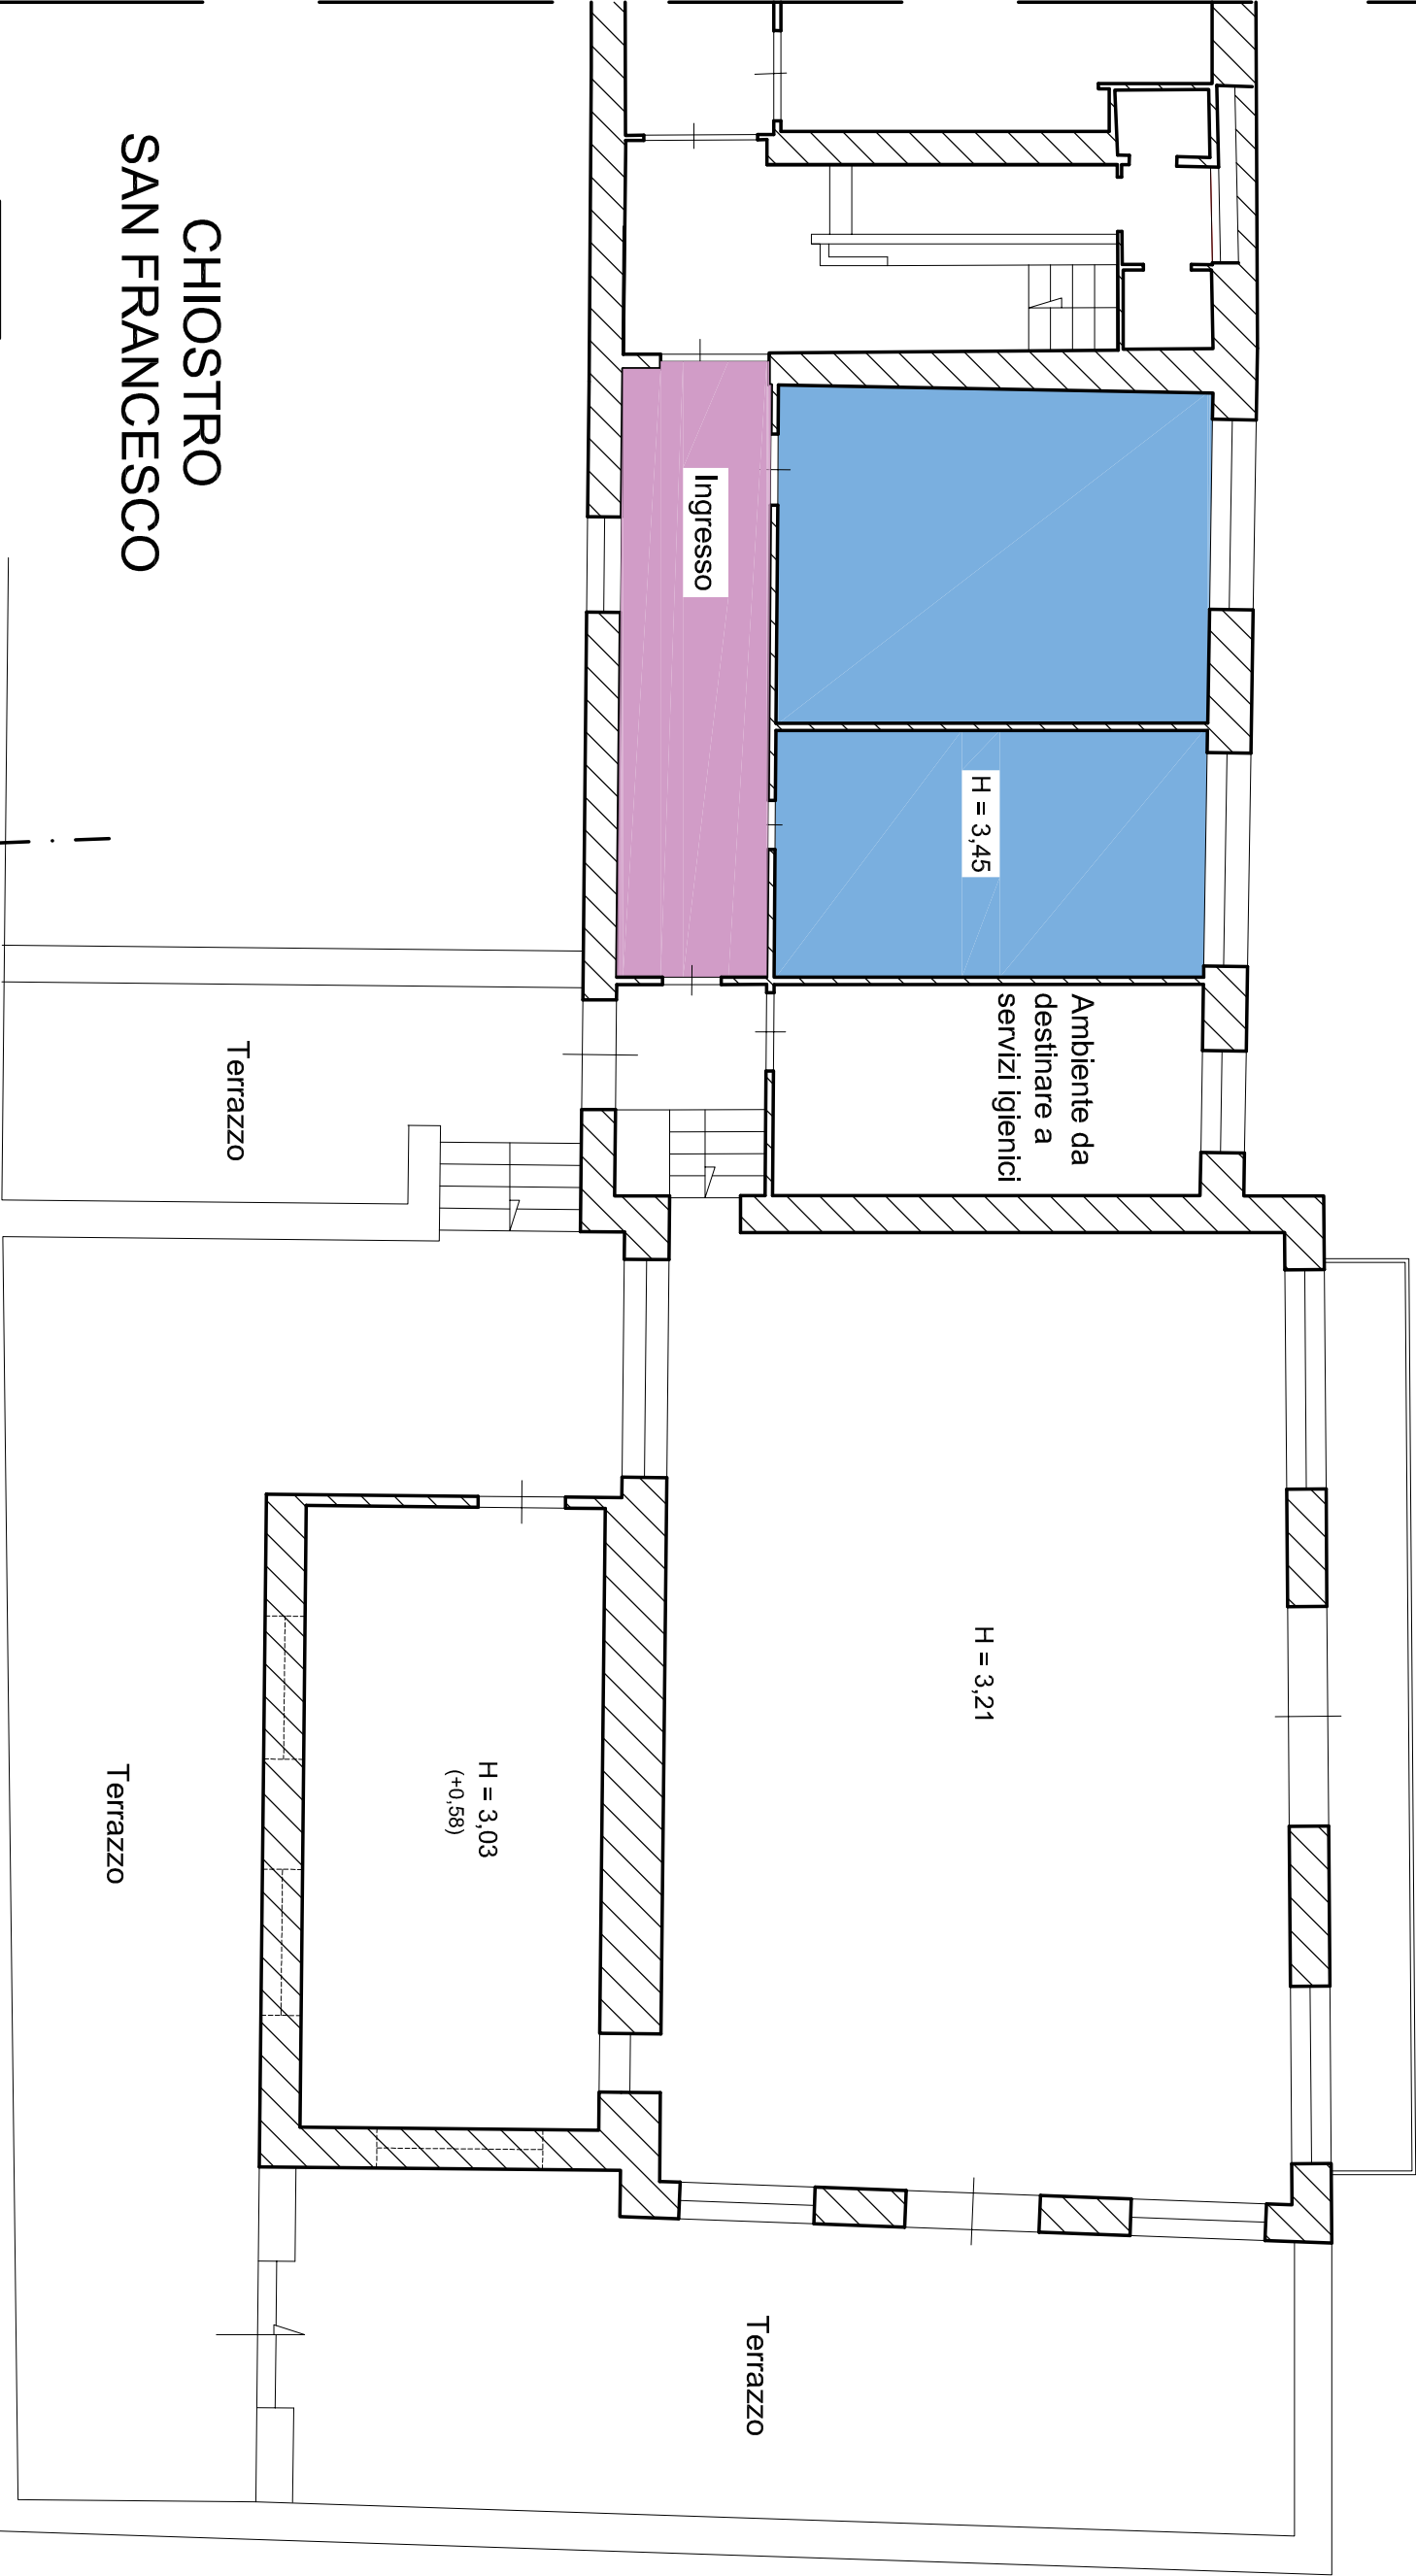 CHIOSTRO
SAN FRANCESCO
Ingresso
H = 3,45
Ambiente da
destinare a
servizi igienici
Terrazzo
H = 3,21
H = 3,03
(+0,58)
Terrazzo
Terrazzo